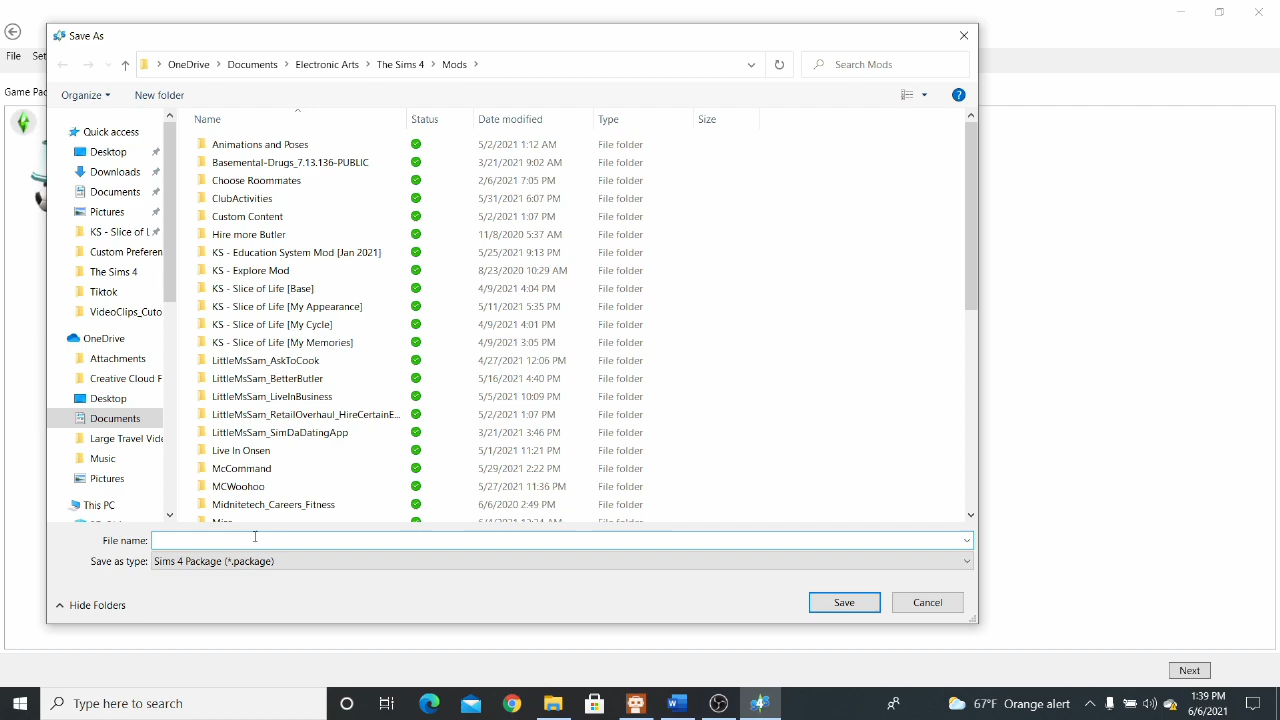 Save As
File Set
OneDrive > Documents > Electronic Arts > The Sims 4 > Mods >
Search Mods
Organize
New folder
Game Pac
Name Status Date modified Type Size
Quick access
Desktop
Downloads
Documents
Pictures
KS - Slice of L
Custom Preferen
The Sims 4
Tiktok
VideoClips_Cuto
OneDrive
Attachments
Creative Cloud F
Desktop
Documents
Large Travel Vide
Music
Pictures
This PC
Animations and Poses 5/2/2021 1:12 AM File folder
Basemental-Drugs_7.13.136-PUBLIC 3/21/2021 9:02 AM File folder
Choose Roommates 2/6/2021 7:05 PM File folder
ClubActivities 5/31/2021 6:07 PM File folder
Custom Content 5/2/2021 1:07 PM File folder
Hire more Butler 11/8/2020 5:37 AM File folder
KS - Education System Mod [Jan 2021] 5/25/2021 9:13 PM File folder
KS - Explore Mod 8/23/2020 10:29 AM File folder
KS - Slice of Life [Base] 4/9/2021 4:04 PM File folder
KS - Slice of Life [My Appearance] 5/11/2021 5:35 PM File folder
KS - Slice of Life [My Cycle] 4/9/2021 4:01 PM File folder
KS - Slice of Life [My Memories] 4/9/2021 3:05 PM File folder
LittleMsSam_AskToCook 4/27/2021 12:06 PM File folder
LittleMsSam_BetterButler 5/16/2021 4:40 PM File folder
LittleMsSam_LiveInBusiness 5/5/2021 10:09 PM File folder
LittleMsSam_RetailOverhaul_HireCertainE... 5/2/2021 1:07 PM File folder
LittleMsSam_SimDaDatingApp 3/21/2021 3:46 PM File folder
Live In Onsen 5/1/2021 11:21 PM File folder
McCommand 5/29/2021 2:22 PM File folder
MCWoohoo 5/27/2021 11:36 PM File folder
Midnitetech_Careers_Fitness 6/6/2020 2:49 PM File folder
File name:
Save as type: Sims 4 Package (*.package)
Hide Folders
Save
Cancel
Next
Type here to search
67°F Orange alert
1:39 PM
6/6/2021